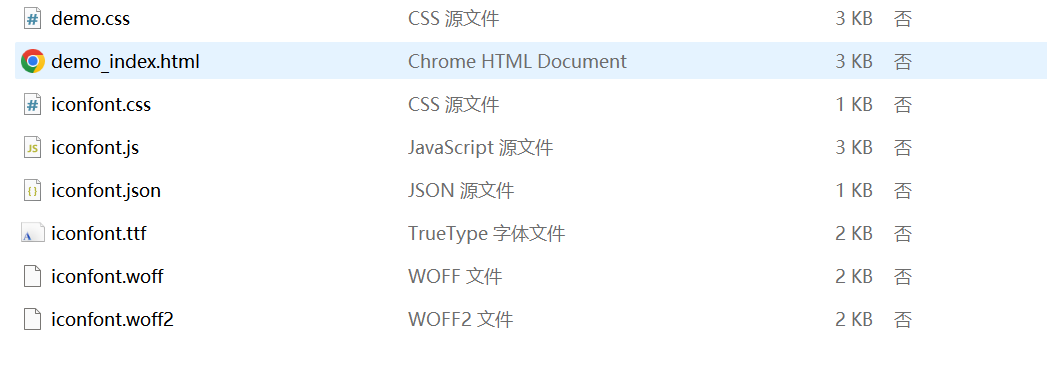 demo.css CSS 源文件 3 KB 否
demo_index.html Chrome HTML Document 3 KB 否
iconfont.css CSS 源文件 1 KB 否
iconfont.js JavaScript 源文件 3 KB 否
iconfont.json JSON 源文件 1 KB 否
iconfont.ttf TrueType 字体文件 2 KB 否
iconfont.woff WOFF 文件 2 KB 否
iconfont.woff2 WOFF2 文件 2 KB 否